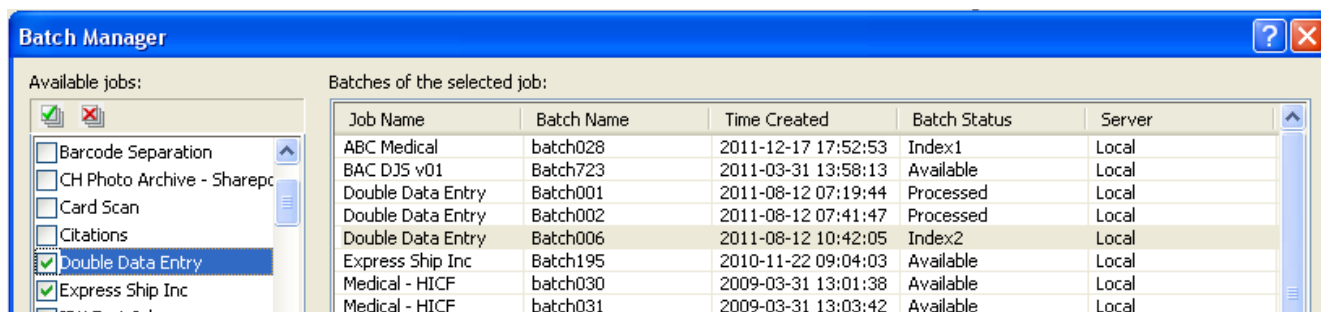 Batch Manager
Available jobs:
Batches of the selected job:
Barcode Separation
CH Photo Archive - Sharepo
Card Scan
Citations
Double Data Entry
Express Ship Inc
Job Name Batch Name Time Created Batch Status Server
ABC Medical batch028 2011-12-17 17:52:53 Index1 Local
BAC DJS v01 Batch723 2011-03-31 13:58:13 Available Local
Double Data Entry Batch001 2011-08-12 07:19:44 Processed Local
Double Data Entry Batch002 2011-08-12 07:41:47 Processed Local
Double Data Entry Batch006 2011-08-12 10:42:05 Index2 Local
Express Ship Inc Batch195 2010-11-22 09:04:03 Available Local
Medical - HICF batch030 2009-03-31 13:01:38 Available Local
Medical - HICF batch031 2009-03-31 13:03:42 Available Local